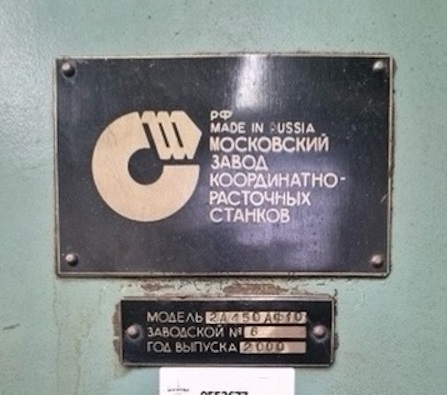 РФ
MADE IN RUSSIA
МОСКОВСКИЙ
ЗАВОД
КООРДИНАТНО-
РАСТОЧНЫХ
СТАНКОВ
МОДЕЛЬ 2А450АФ10
ЗАВОДСКОЙ № 6
ГОД ВЫПУСКА 2000